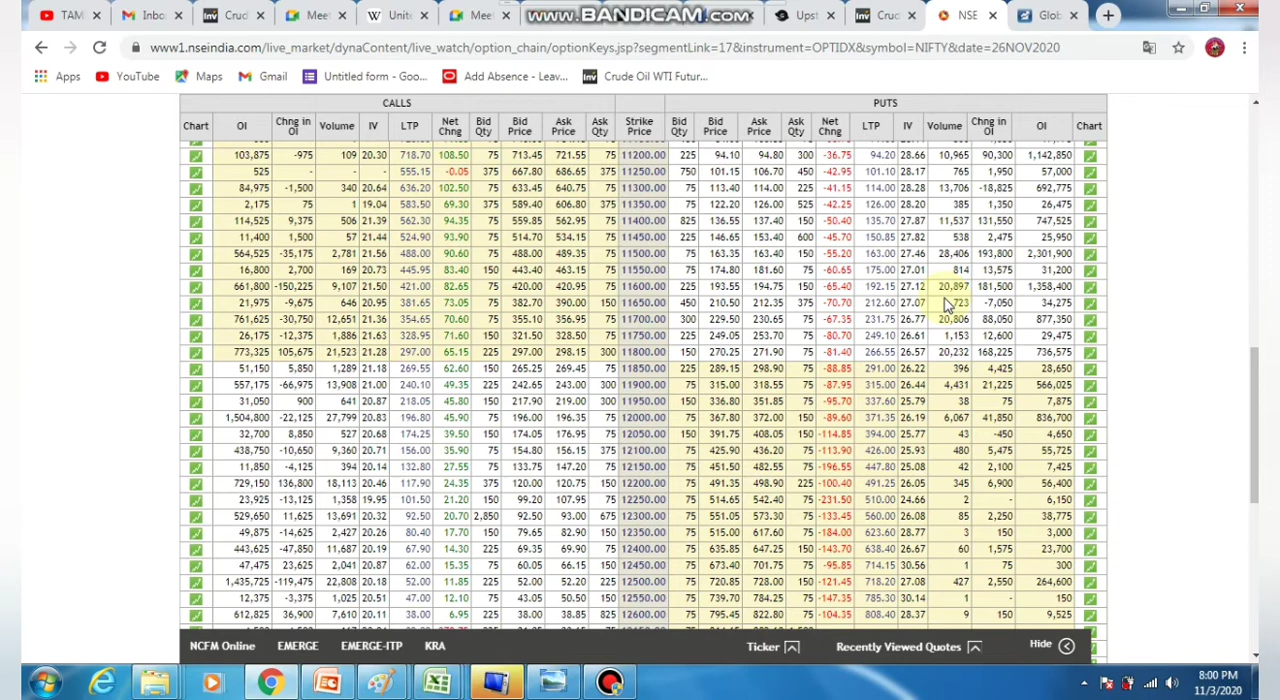 TAM
Inbo
Crud
Meet
Unit
Meet
www.BANDICAM.com
Upst
Crud
NSE
Glob
www1.nseindia.com/live_market/dynaContent/live_watch/option_chain/optionKeys.jsp?segmentLink=17&instrument=OPTIDX&symbol=NIFTY&date=26NOV2020
Apps YouTube Maps Gmail Untitled form - Goo... Add Absence - Leav... Crude Oil WTI Futur...
CALLS PUTS
Chart OI Chng in OI Volume IV LTP Net Chng Bid Qty Bid Price Ask Price Ask Qty Strike Price Bid Qty Bid Price Ask Price Ask Qty Net Chng LTP IV Volume Chng in OI OI Chart
103,875 -975 109 20.30 718.70 108.50 75 713.45 721.55 75 11200.00 225 94.10 94.80 300 -36.75 94.20 28.66 10,965 90,300 1,142,850
525 - - - 555.15 -0.05 375 667.80 686.65 375 11250.00 750 101.15 106.70 450 -42.95 101.10 28.17 765 1,950 57,000
84,975 -1,500 340 20.64 636.20 102.50 75 633.45 640.75 75 11300.00 75 113.40 114.00 225 -41.15 114.00 28.28 13,706 -18,825 692,775
2,175 75 1 19.04 583.50 69.30 375 589.40 606.80 375 11350.00 75 122.20 126.00 525 -42.25 126.00 28.20 385 1,350 26,475
114,525 9,375 506 21.39 562.30 94.35 75 559.85 562.95 75 11400.00 825 136.55 137.40 150 -50.40 135.70 27.87 11,537 131,550 747,525
11,400 1,500 57 21.44 524.90 93.90 75 514.70 534.15 75 11450.00 225 146.65 153.40 600 -45.70 150.85 27.82 538 2,475 25,950
564,525 -35,175 2,781 21.56 488.00 90.60 75 488.00 489.35 75 11500.00 75 163.35 163.40 150 -55.20 163.00 27.46 28,406 193,800 2,301,900
16,800 2,700 169 20.73 445.95 83.40 150 443.40 463.15 75 11550.00 75 174.80 181.60 75 -60.65 175.00 27.01 814 13,575 31,200
661,800 -150,225 9,107 21.50 421.00 82.65 75 420.10 421.00 75 11600.00 225 193.55 194.75 150 -65.40 192.15 27.12 20,897 181,500 1,358,400
21,975 -9,675 646 20.95 381.65 73.05 75 382.70 390.00 150 11650.00 450 210.50 212.35 375 -70.70 212.60 27.07 723 -7,050 34,275
761,625 -30,750 12,651 21.36 354.65 70.60 75 355.10 356.95 75 11700.00 300 229.50 230.65 75 -67.35 231.75 26.77 20,806 88,050 877,350
26,175 -12,375 1,886 21.61 328.95 71.60 150 321.50 328.50 75 11750.00 225 249.05 253.70 75 -80.70 249.10 26.61 1,153 12,600 29,475
773,325 105,675 21,523 21.28 297.00 65.15 225 297.00 298.15 300 11800.00 150 270.25 271.90 75 -81.40 266.55 26.57 20,232 168,225 736,575
51,150 5,850 1,289 21.18 269.55 62.60 150 265.25 269.45 75 11850.00 225 289.15 298.90 75 -88.85 291.00 26.22 396 4,425 28,650
557,175 -66,975 13,908 21.00 240.10 49.35 225 242.65 243.00 300 11900.00 75 315.00 318.55 75 -87.95 315.00 26.44 4,431 21,225 566,025
31,050 900 641 20.87 218.05 45.80 150 217.90 219.00 300 11950.00 150 336.80 351.85 75 -95.70 337.60 25.79 38 75 7,875
1,504,800 -22,125 27,799 20.83 196.80 45.90 75 196.00 196.35 75 12000.00 75 367.80 372.00 150 -89.60 371.35 26.19 6,067 41,850 836,700
32,700 8,850 527 20.68 174.25 39.50 150 174.05 176.95 75 12050.00 150 391.75 408.05 150 -114.85 394.00 25.77 43 -450 4,650
438,750 -10,650 9,360 20.71 156.00 35.90 75 154.80 156.15 375 12100.00 75 425.90 436.20 75 -113.90 426.00 25.93 480 5,475 55,725
11,850 -4,125 394 20.14 132.80 27.55 75 133.75 147.20 75 12150.00 75 451.50 482.55 75 -196.55 447.80 25.08 42 2,100 7,425
729,150 136,800 18,113 20.46 117.90 24.35 375 120.00 120.75 150 12200.00 75 491.35 498.90 225 -100.40 491.25 26.05 345 6,900 56,400
23,925 -13,125 1,358 19.95 101.50 21.20 150 99.20 107.95 75 12250.00 75 514.65 542.40 75 -231.50 510.00 24.66 2 - 6,150
529,650 11,625 13,691 20.32 92.50 20.70 2,850 92.50 93.00 675 12300.00 75 551.05 573.30 75 -133.45 560.00 26.08 85 2,250 38,775
49,875 -14,625 2,427 20.26 80.40 17.70 150 79.65 82.90 150 12350.00 75 515.00 617.60 75 -184.00 515.00 28.77 3 150 3,000
443,625 -47,850 11,687 20.19 67.90 14.30 225 69.35 69.90 75 12400.00 75 635.85 647.25 150 -143.70 638.40 26.67 60 1,575 23,700
47,475 23,625 2,041 20.87 62.00 15.35 75 60.05 66.15 150 12450.00 75 673.40 701.75 75 -95.85 714.15 30.56 1 75 300
1,435,725 -119,475 22,808 20.18 52.00 11.85 225 52.00 52.20 225 12500.00 75 720.85 728.00 150 -121.45 718.20 27.08 427 2,550 264,600
12,375 -3,375 1,025 20.51 47.00 12.10 75 43.05 50.50 150 12550.00 75 739.70 784.25 75 -147.35 785.30 30.14 1 - 150
612,825 36,900 7,610 20.11 38.00 6.95 225 38.00 38.85 825 12600.00 75 795.45 822.80 75 -104.35 808.40 28.37 9 150 9,525
NCFM Online EMERGE EMERGE-ITP KRA Ticker Recently Viewed Quotes Hide
8:00 PM
11/3/2020